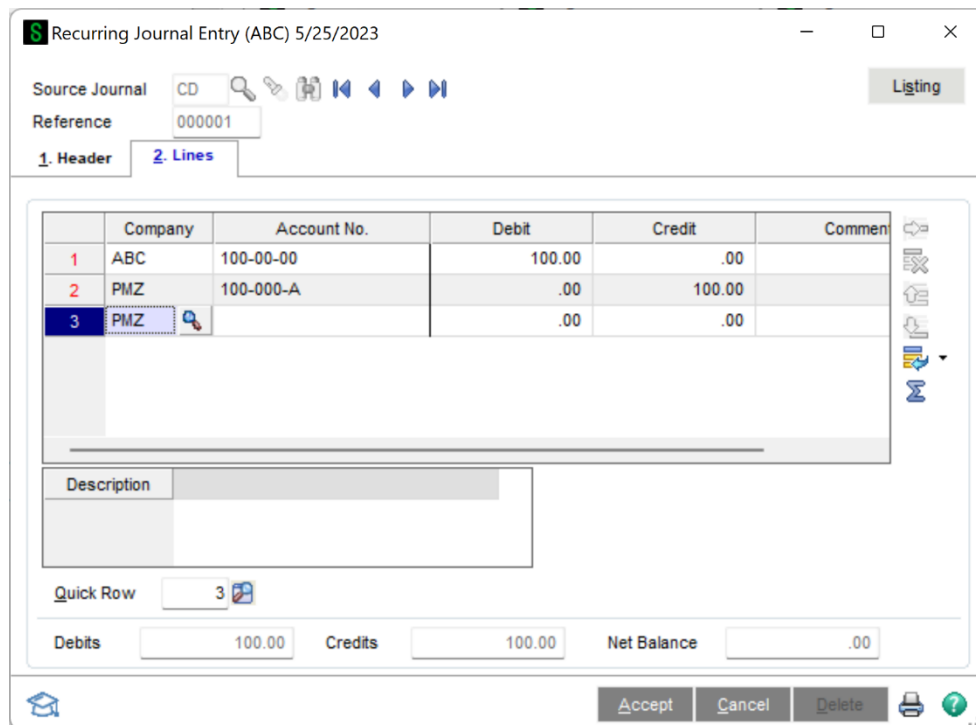 S Recurring Journal Entry (ABC) 5/25/2023
Source Journal CD
Listing
Reference 000001
1. Header 2. Lines
Company Account No. Debit Credit Commen
1 ABC 100-00-00 100.00 .00
2 PMZ 100-000-A .00 100.00
3 PMZ .00 .00
Description
Quick Row 3
Debits 100.00 Credits 100.00 Net Balance .00
Accept Cancel Delete